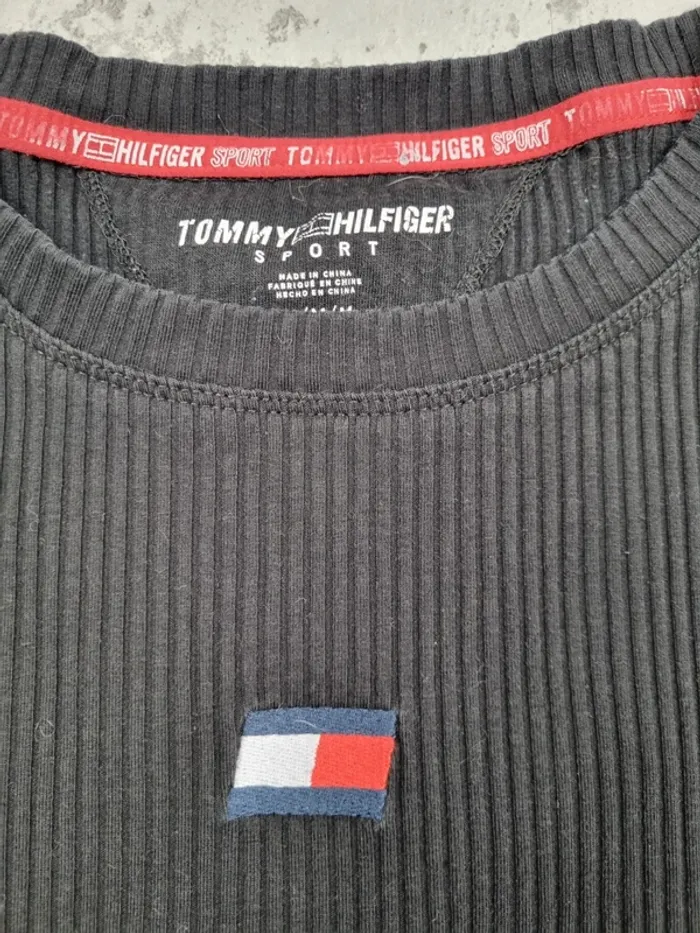 TOMMY HILFIGER SPORT TOMMY HILFIGER SPORT TOMMY
TOMMY HILFIGER
SPORT
MADE IN CHINA
FABRIQUÉ EN CHINE
HECHO EN CHINA